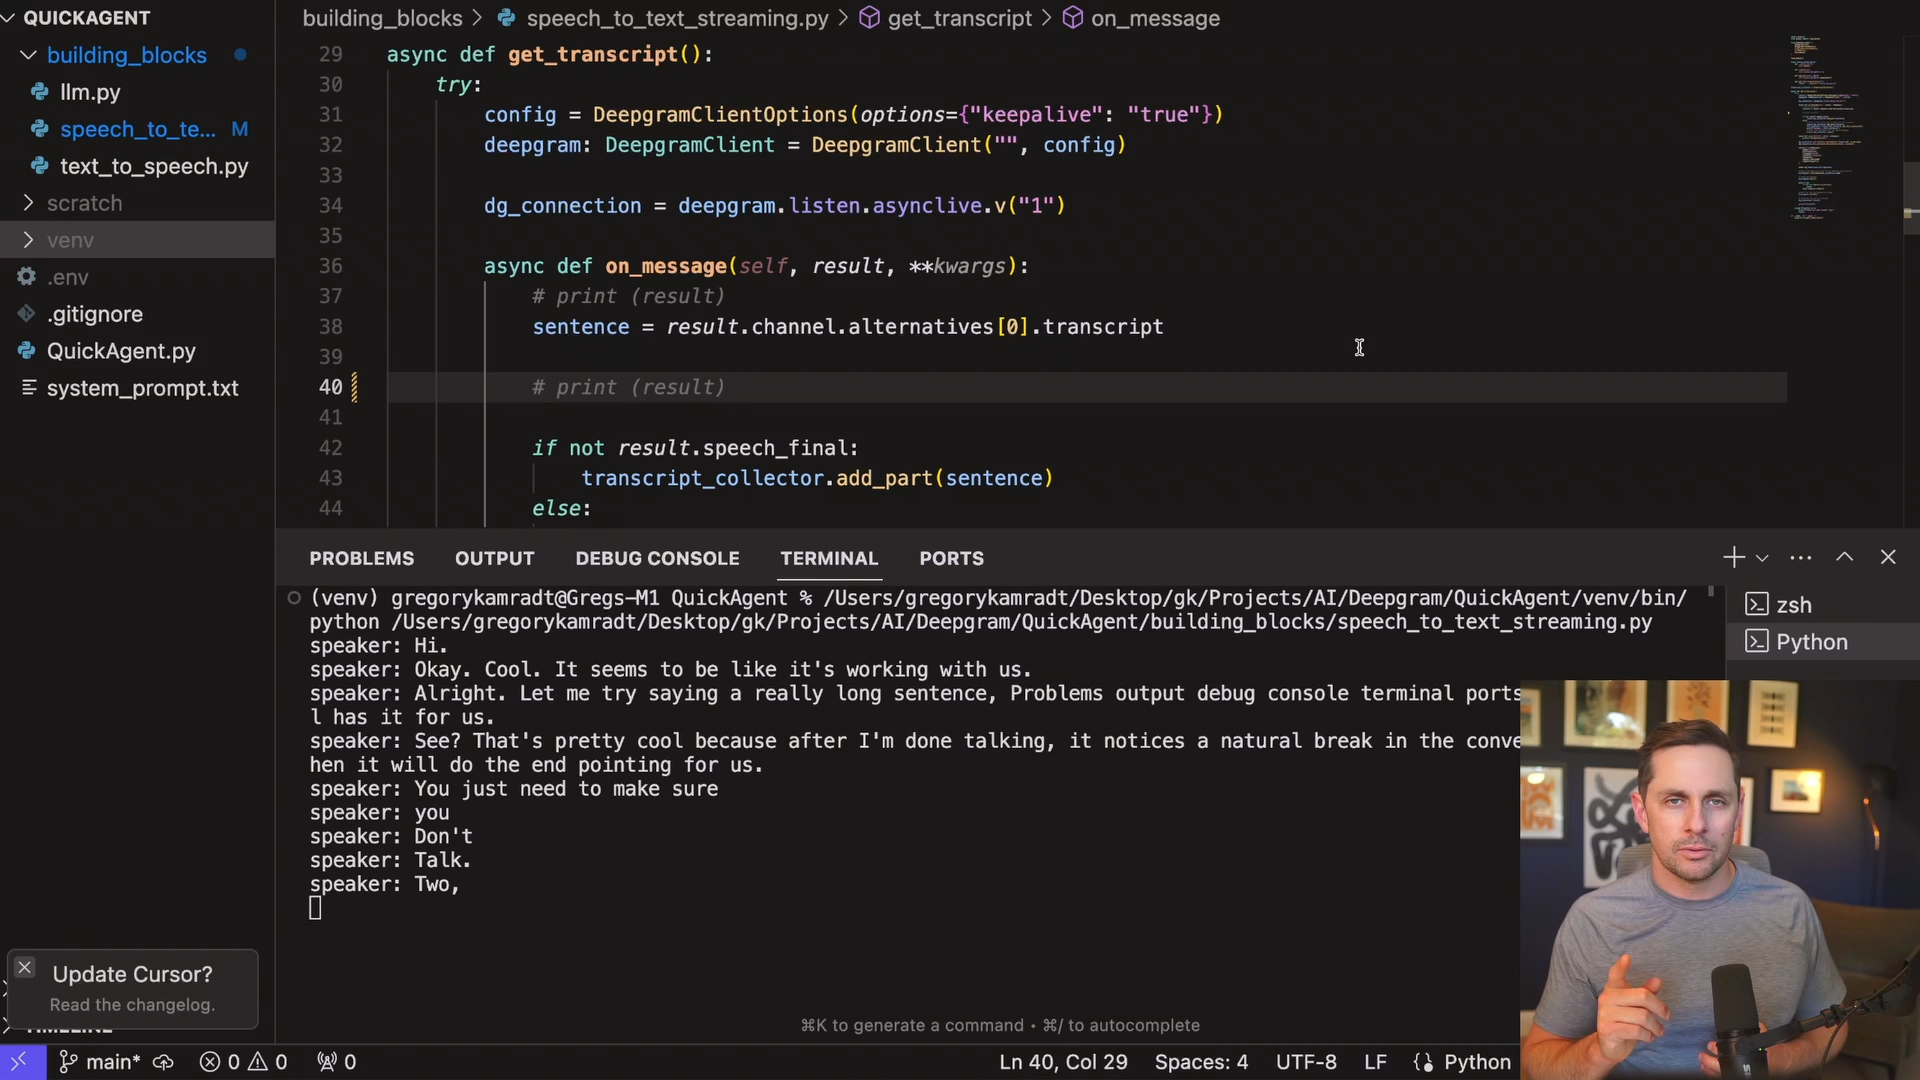 QUICKAGENT
building_blocks
llm.py
speech_to_te... M
text_to_speech.py
scratch
venv
.env
.gitignore
QuickAgent.py
system_prompt.txt
Update Cursor?
Read the changelog.
TIMELINE
building_blocks > speech_to_text_streaming.py > get_transcript > on_message
29 async def get_transcript():
30 try:
31 config = DeepgramClientOptions(options={"keepalive": "true"})
32 deepgram: DeepgramClient = DeepgramClient("", config)
33
34 dg_connection = deepgram.listen.asynclive.v("1")
35
36 async def on_message(self, result, **kwargs):
37 # print (result)
38 sentence = result.channel.alternatives[0].transcript
39
40 # print (result)
41
42 if not result.speech_final:
43 transcript_collector.add_part(sentence)
44 else:
PROBLEMS OUTPUT DEBUG CONSOLE TERMINAL PORTS
(venv) gregorykamradt@Gregs-M1 QuickAgent % /Users/gregorykamradt/Desktop/gk/Projects/AI/Deepgram/QuickAgent/venv/bin/
python /Users/gregorykamradt/Desktop/gk/Projects/AI/Deepgram/QuickAgent/building_blocks/speech_to_text_streaming.py
speaker: Hi.
speaker: Okay. Cool. It seems to be like it's working with us.
speaker: Alright. Let me try saying a really long sentence, Problems output debug console terminal ports
l has it for us.
speaker: See? That's pretty cool because after I'm done talking, it notices a natural break in the conve
hen it will do the end pointing for us.
speaker: You just need to make sure
speaker: you
speaker: Don't
speaker: Talk.
speaker: Two,
zsh
Python
⌘K to generate a command • ⌘/ to autocomplete
main* 0 0 0 Ln 40, Col 29 Spaces: 4 UTF-8 LF Python